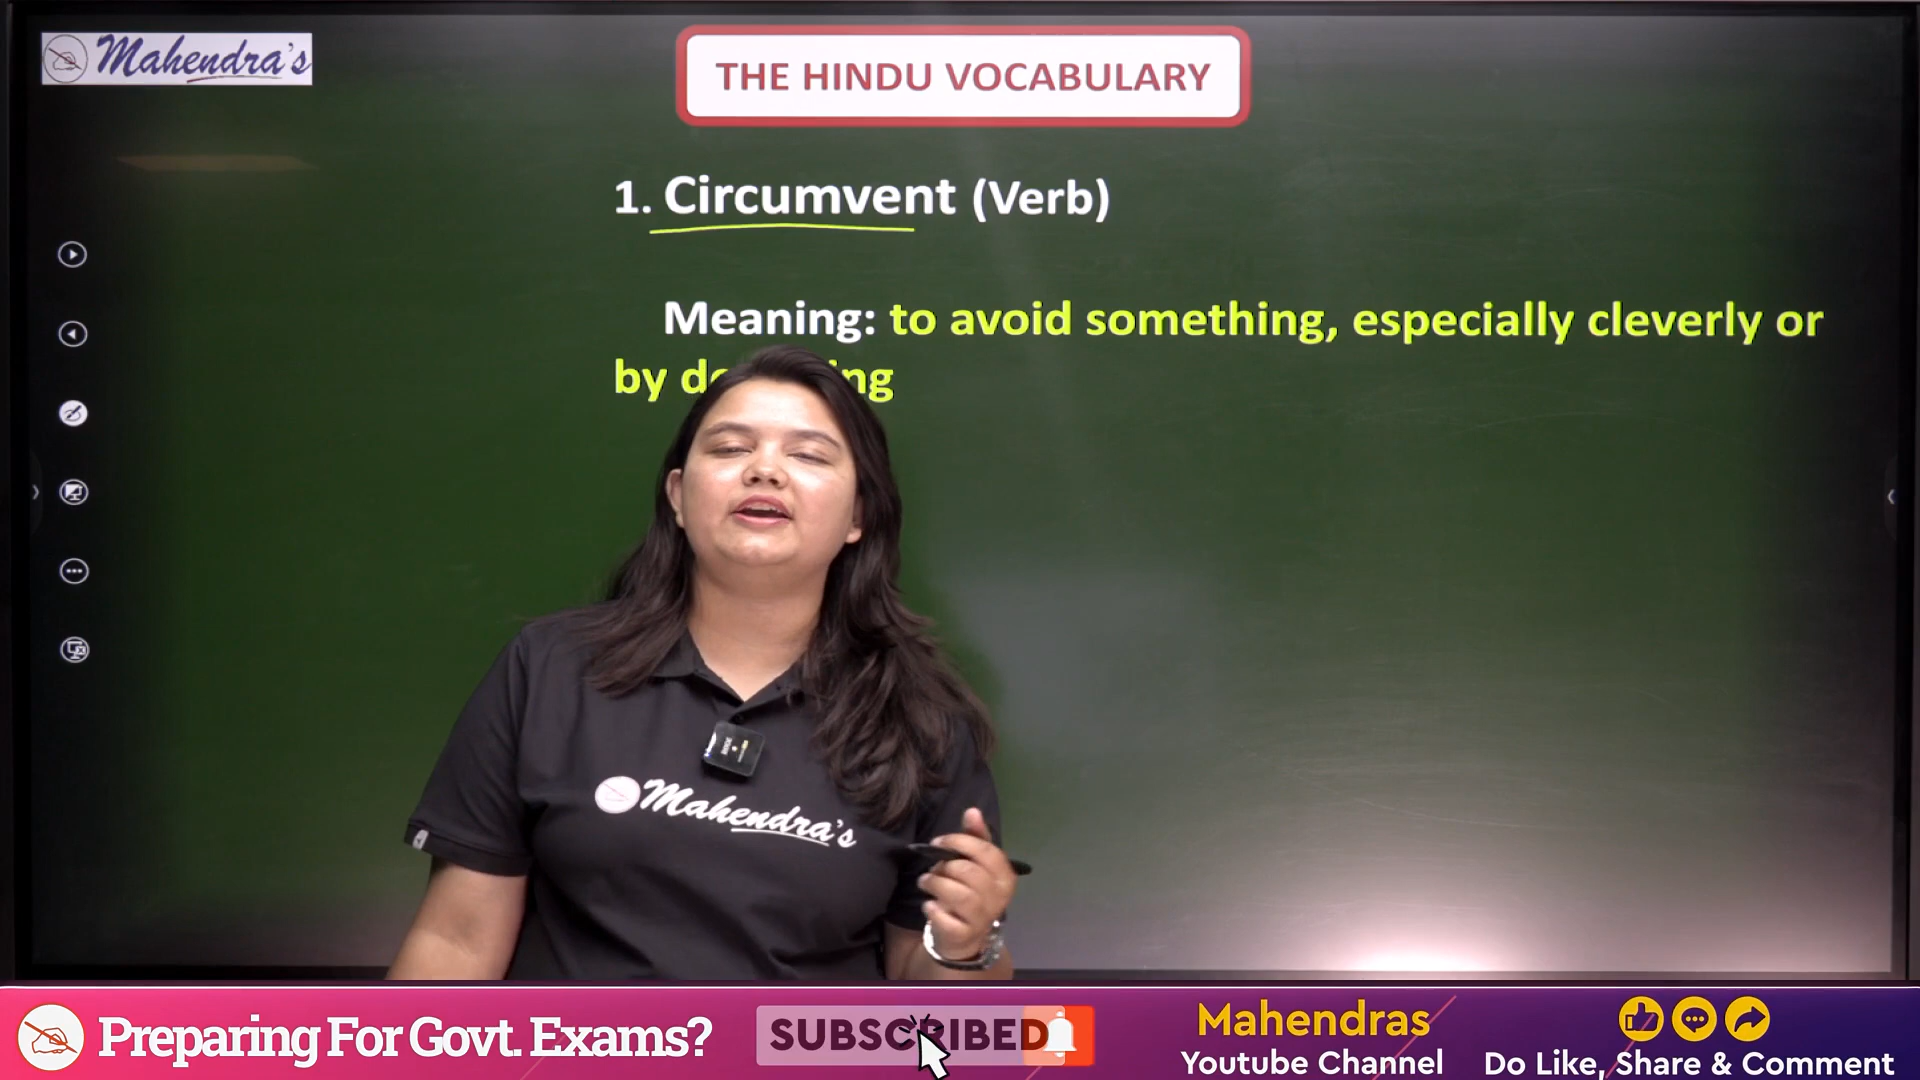 Mahendra's
THE HINDU VOCABULARY
1. Circumvent (Verb)
Meaning: to avoid something, especially cleverly or
by
Mahendra's
Preparing For Govt. Exams?
SUBSCRIBED
Mahendras
Youtube Channel
Do Like, Share & Comment